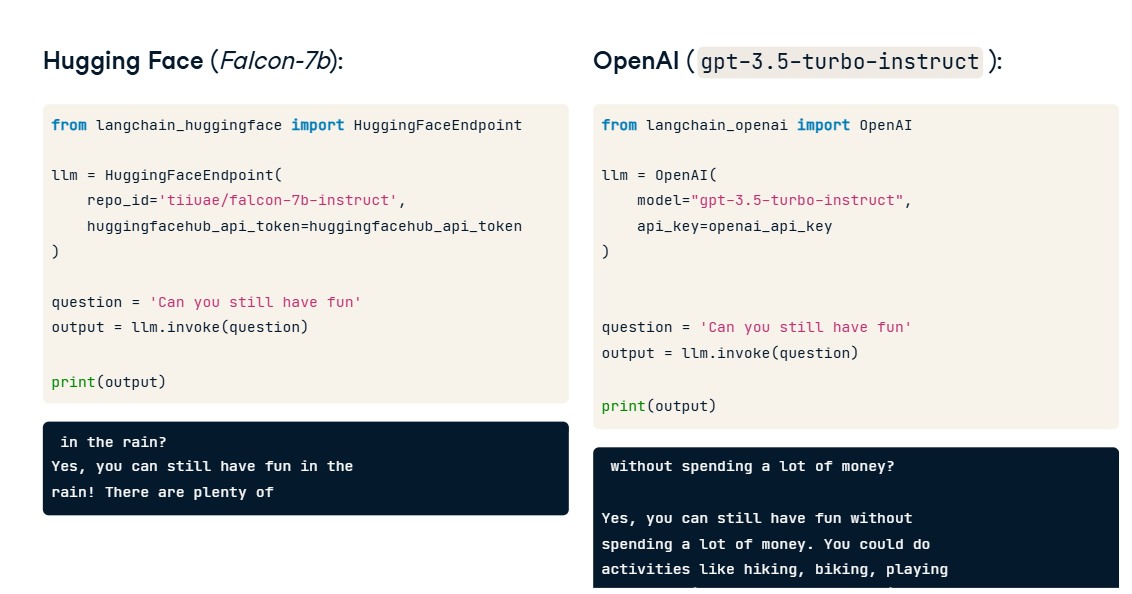 Hugging Face (Falcon-7b):
from langchain_huggingface import HuggingFaceEndpoint
llm = HuggingFaceEndpoint(
    repo_id='tiiuae/falcon-7b-instruct',
    huggingfacehub_api_token=huggingfacehub_api_token
)
question = 'Can you still have fun'
output = llm.invoke(question)
print(output)
 in the rain?
Yes, you can still have fun in the
rain! There are plenty of
OpenAI ( gpt-3.5-turbo-instruct ):
from langchain_openai import OpenAI
llm = OpenAI(
    model="gpt-3.5-turbo-instruct",
    api_key=openai_api_key
)
question = 'Can you still have fun'
output = llm.invoke(question)
print(output)
 without spending a lot of money?
Yes, you can still have fun without
spending a lot of money. You could do
activities like hiking, biking, playing